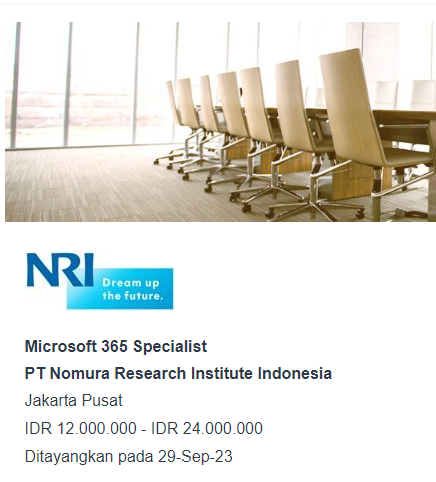 NRI
Dream up
the future.
Microsoft 365 Specialist
PT Nomura Research Institute Indonesia
Jakarta Pusat
IDR 12.000.000 - IDR 24.000.000
Ditayangkan pada 29-Sep-23